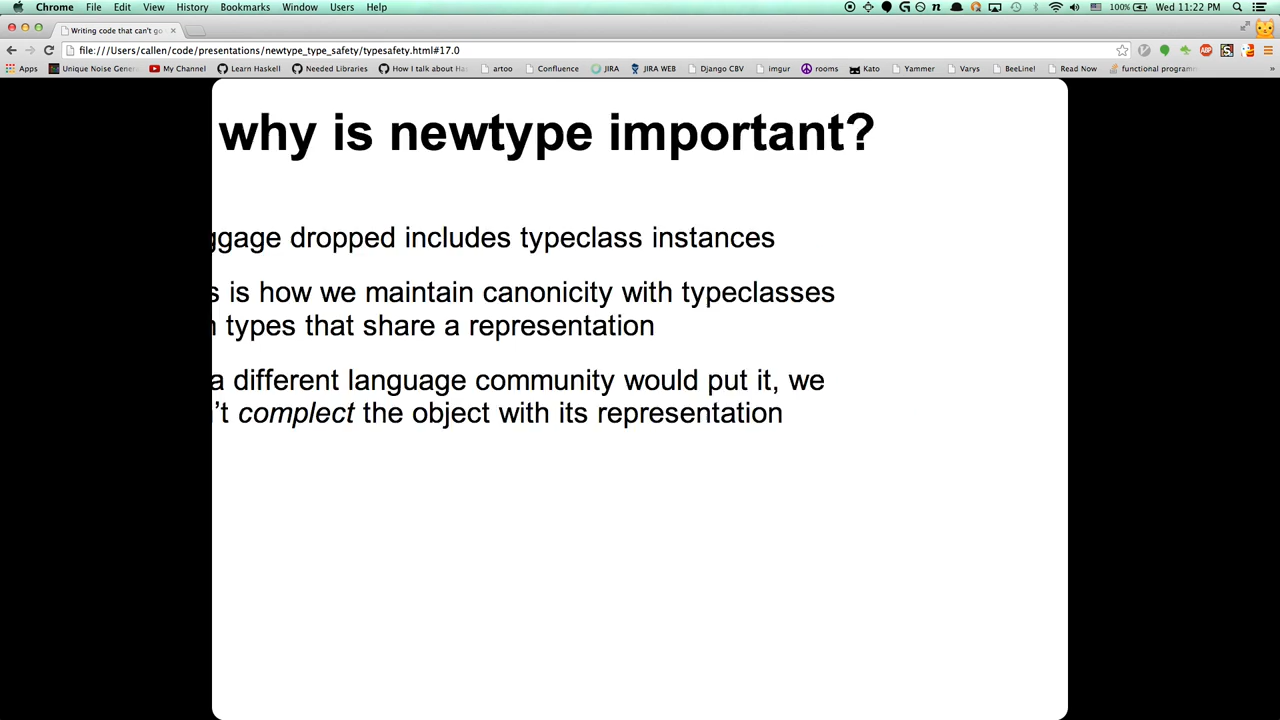 Chrome File Edit View History Bookmarks Window Users Help 100% Wed 11:22 PM
Writing code that can't go
file:///Users/callen/code/presentations/newtype_type_safety/typesafety.html#17.0
Apps Unique Noise Gener My Channel Learn Haskell Needed Libraries How I talk about Ha artoo Confluence JIRA JIRA WEB Django CBV imgur rooms Kato Yammer Varys BeeLine! Read Now functional program »
why is newtype important?
ggage dropped includes typeclass instances
s is how we maintain canonicity with typeclasses
n types that share a representation
a different language community would put it, we
't complect the object with its representation